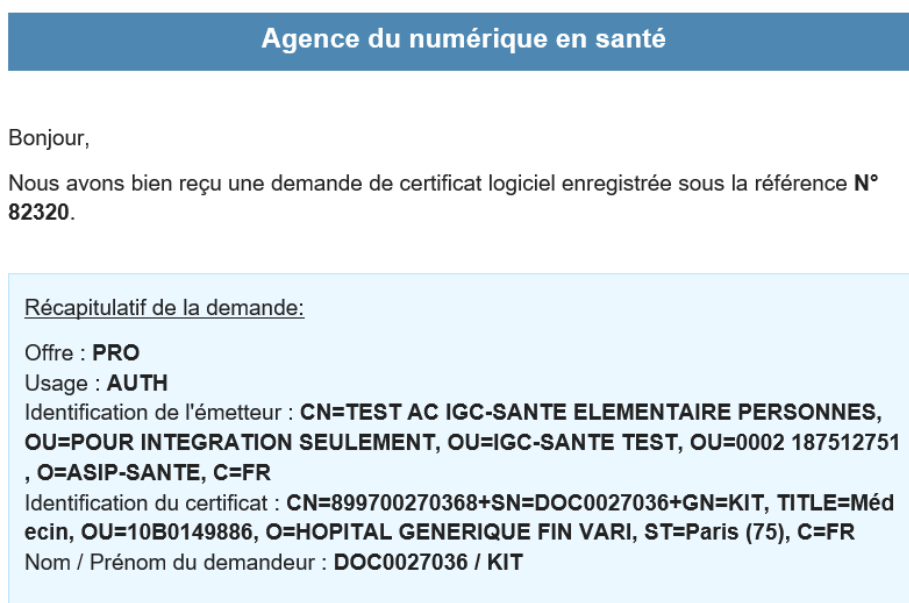 Agence du numérique en santé
Bonjour,
Nous avons bien reçu une demande de certificat logiciel enregistrée sous la référence N°
82320.
Récapitulatif de la demande:
Offre : PRO
Usage : AUTH
Identification de l'émetteur : CN=TEST AC IGC-SANTE ELEMENTAIRE PERSONNES,
OU=POUR INTEGRATION SEULEMENT, OU=IGC-SANTE TEST, OU=0002 187512751
, O=ASIP-SANTE, C=FR
Identification du certificat : CN=899700270368+SN=DOC0027036+GN=KIT, TITLE=Méd
ecin, OU=10B0149886, O=HOPITAL GENERIQUE FIN VARI, ST=Paris (75), C=FR
Nom / Prénom du demandeur : DOC0027036 / KIT